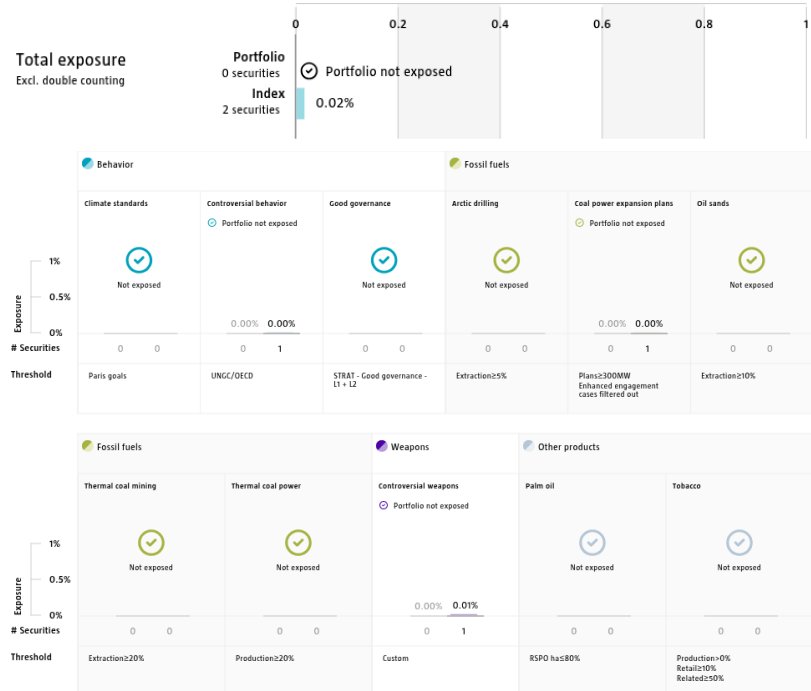 0 0.2 0.4 0.6 0.8 1
Total exposure
Excl. double counting
Portfolio
0 securities
Portfolio not exposed
Index
2 securities
0.02%
Behavior
Fossil fuels
Climate standards
Controversial behavior
Good governance
Arctic drilling
Coal power expansion plans
Oil sands
Portfolio not exposed
Portfolio not exposed
Exposure
1%
0.5%
0%
Not exposed
Not exposed
Not exposed
Not exposed
0.00% 0.00%
0.00% 0.00%
# Securities
0 0
0 1
0 0
0 0
0 1
0 0
Threshold
Paris goals
UNGC/OECD
STRAT - Good governance -
L1 + L2
Extraction≥5%
Plans≥300MW
Enhanced engagement
cases filtered out
Extraction≥10%
Fossil fuels
Weapons
Other products
Thermal coal mining
Thermal coal power
Controversial weapons
Palm oil
Tobacco
Portfolio not exposed
Exposure
1%
0.5%
0%
Not exposed
Not exposed
Not exposed
Not exposed
0.00% 0.01%
# Securities
0 0
0 0
0 1
0 0
0 0
Threshold
Extraction≥20%
Production≥20%
Custom
RSPO ha≤80%
Production>0%
Retail≥10%
Related≥50%